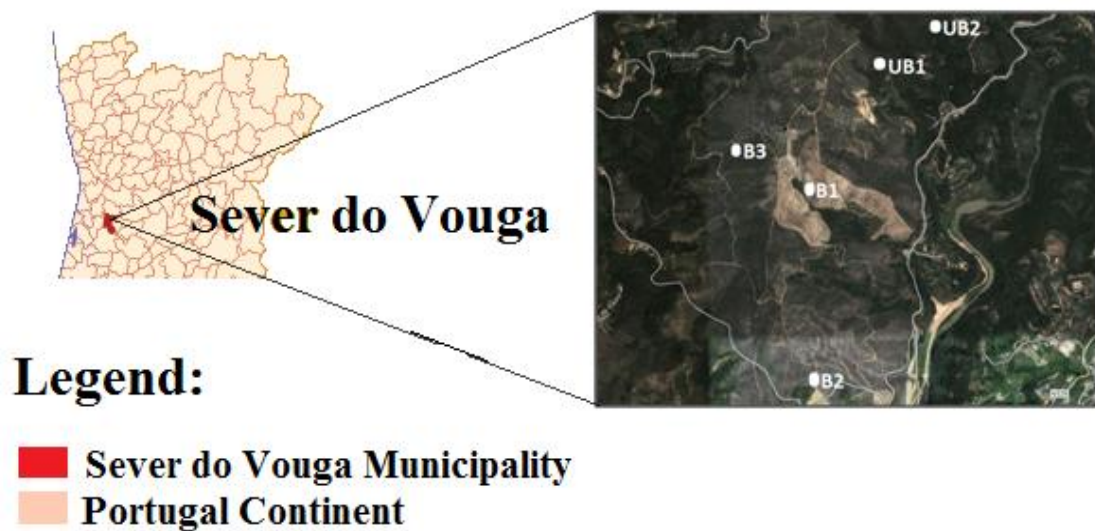 UB2
UB1
B3
B1
Sever do Vouga
B2
Legend:
Sever do Vouga Municipality
Portugal Continent